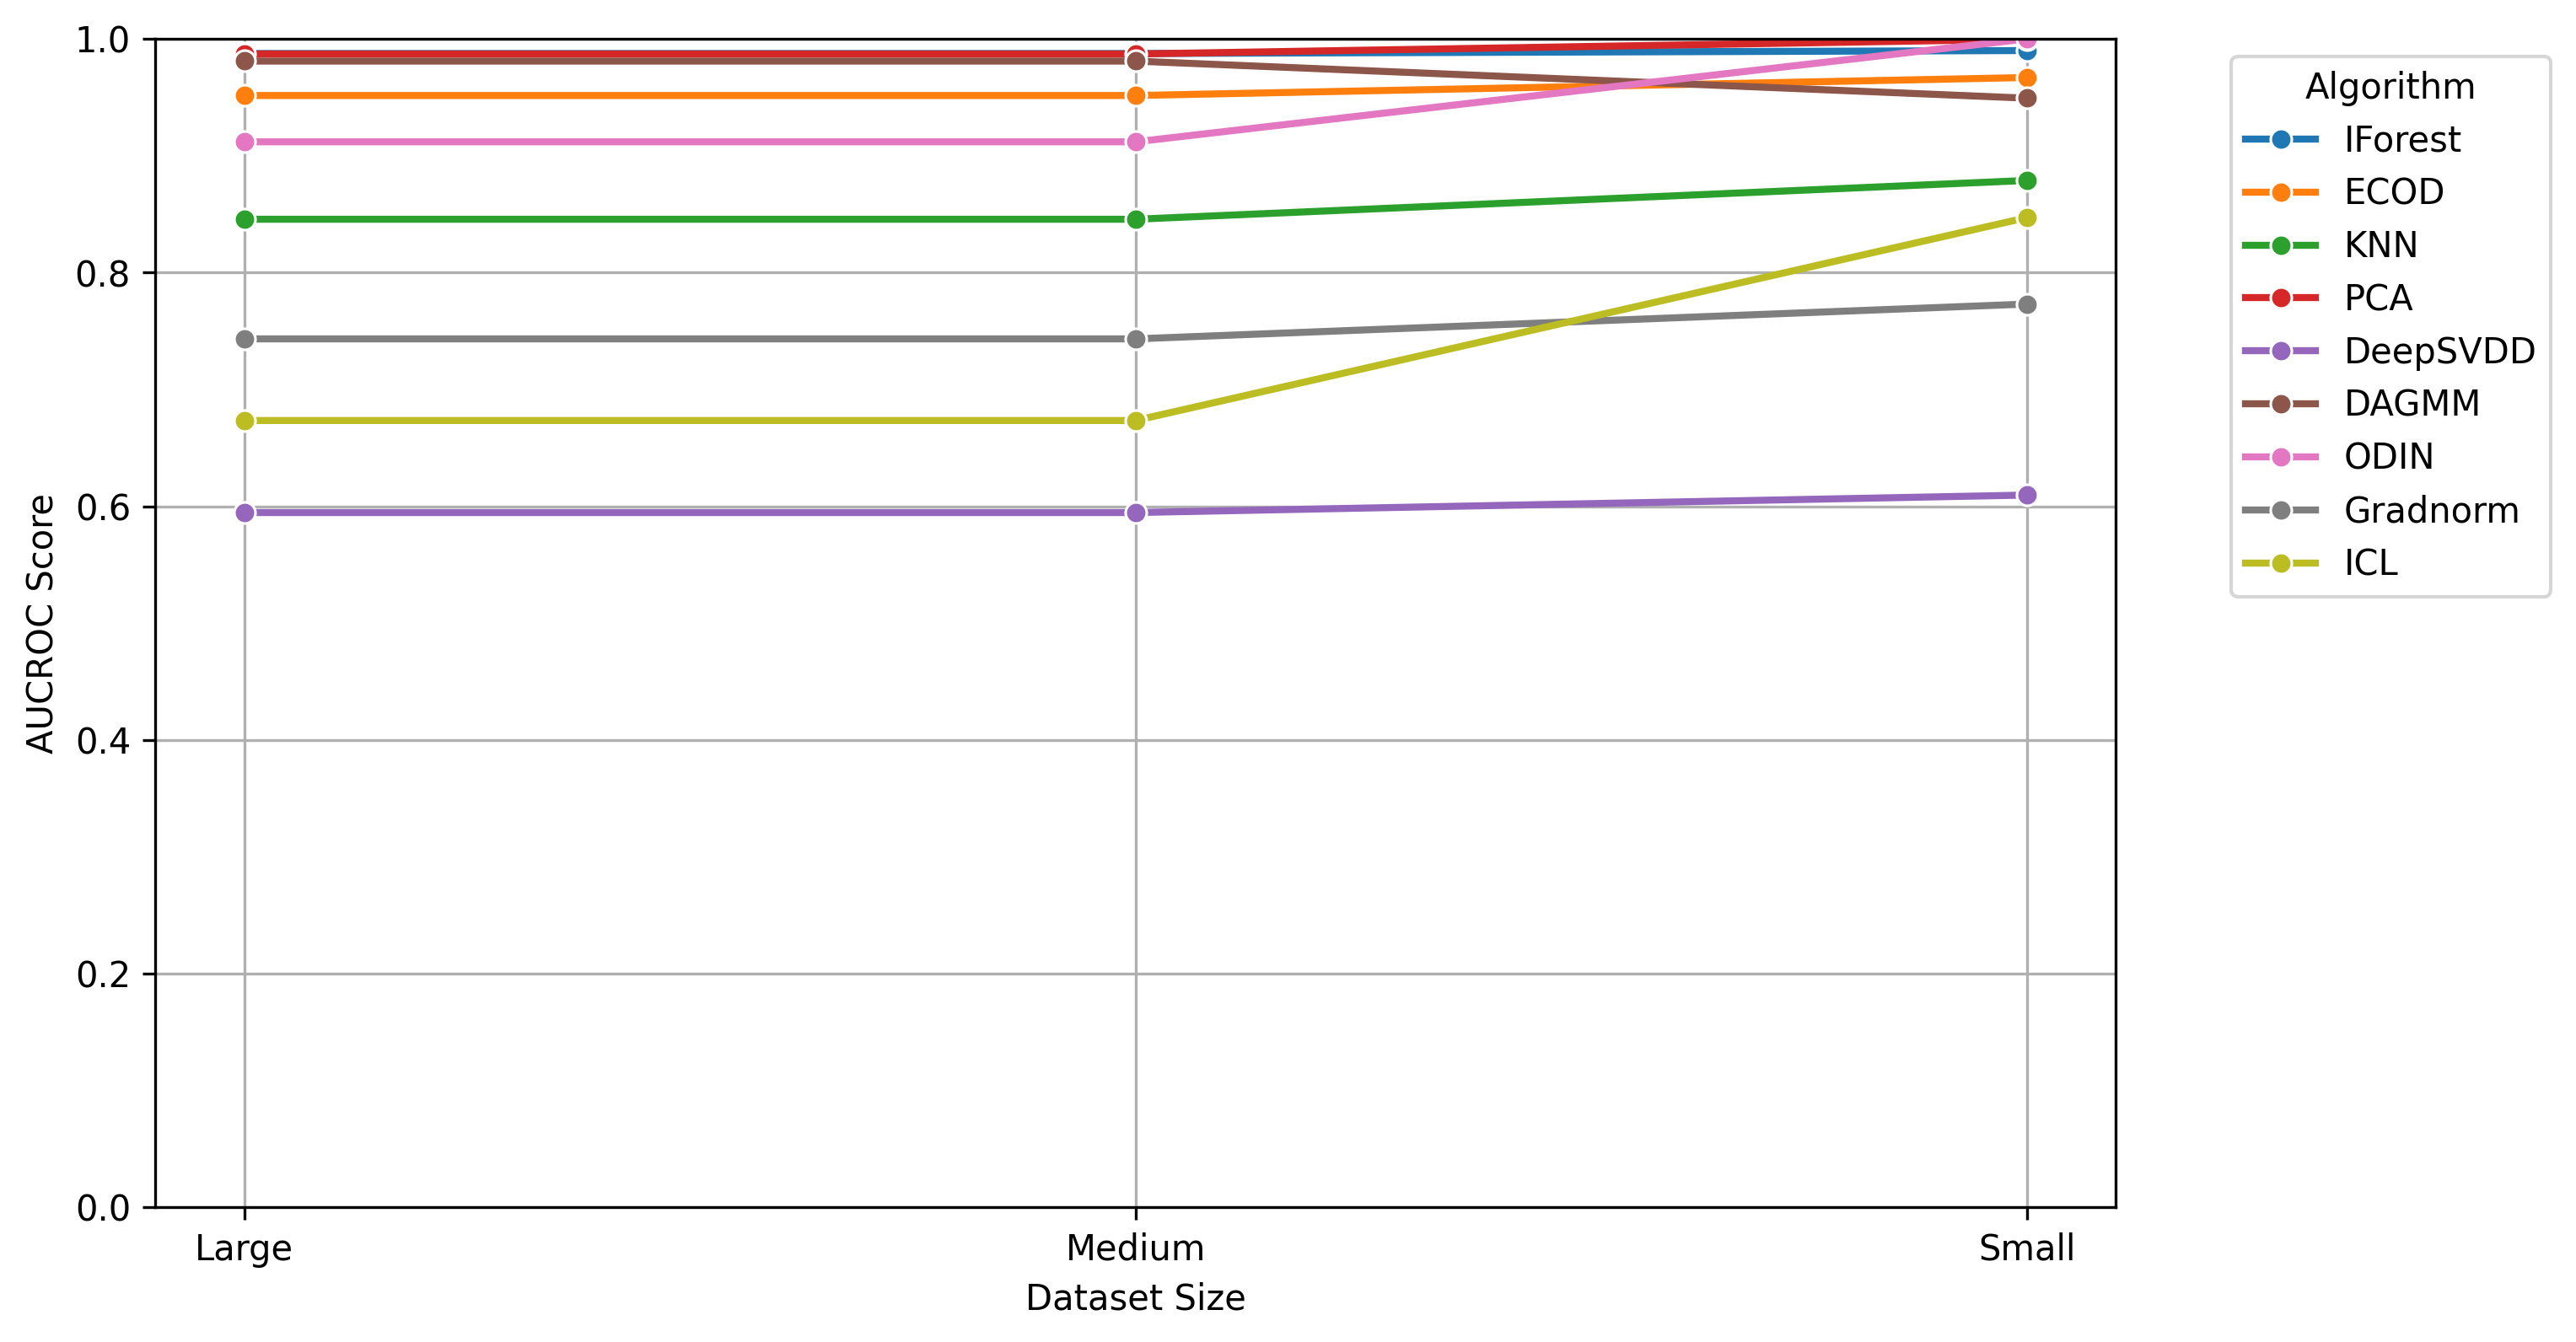 1.0
0.8
0.6
0.4
0.2
0.0
AUCROC Score
Large
Medium
Small
Dataset Size
Algorithm
IForest
ECOD
KNN
PCA
DeepSVDD
DAGMM
ODIN
Gradnorm
ICL